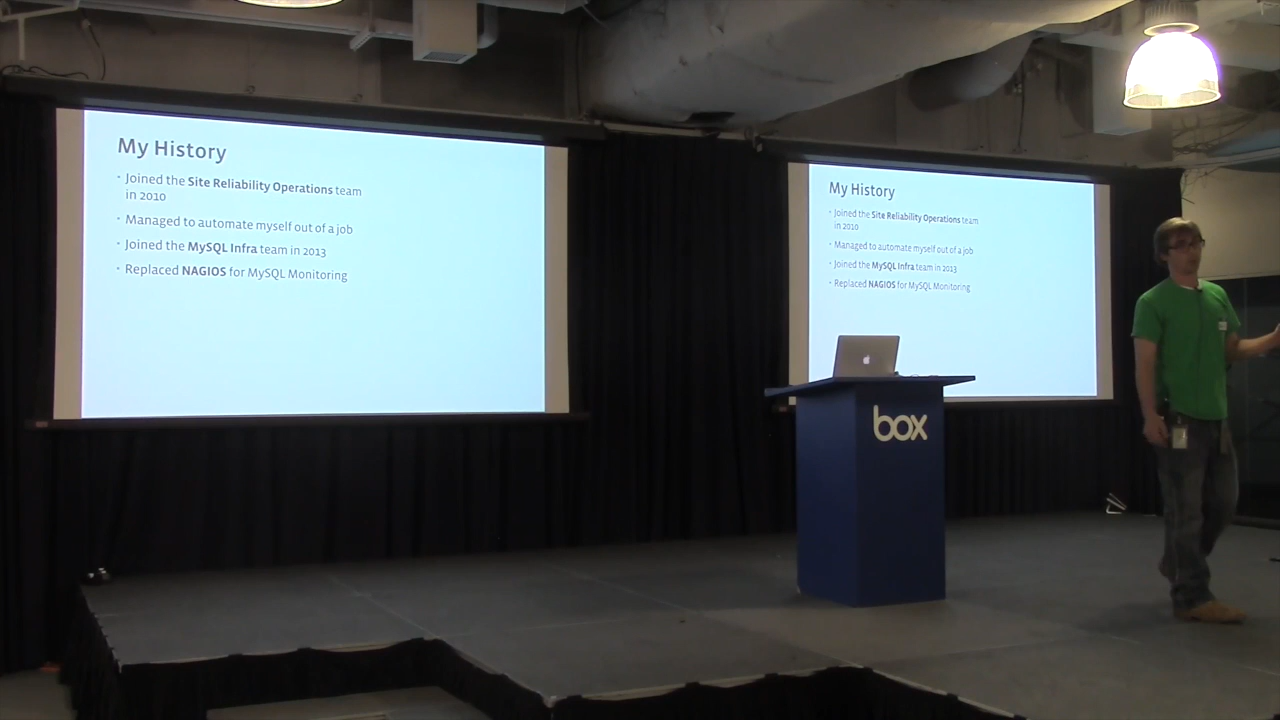 My History
· Joined the Site Reliability Operations team
in 2010
· Managed to automate myself out of a job
· Joined the MySQL Infra team in 2013
· Replaced NAGIOS for MySQL Monitoring
My History
· Joined the Site Reliability Operations team
in 2010
· Managed to automate myself out of a job
· Joined the MySQL Infra team in 2013
· Replaced NAGIOS for MySQL Monitoring
box